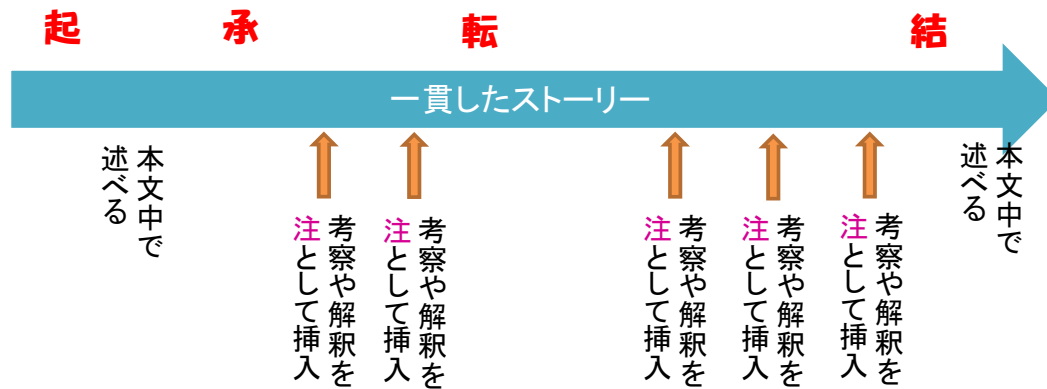 起
承
転
結
一貫したストーリー
本文中で
述べる
考察や解釈を
注として挿入
考察や解釈を
注として挿入
考察や解釈を
注として挿入
考察や解釈を
注として挿入
考察や解釈を
注として挿入
本文中で
述べる